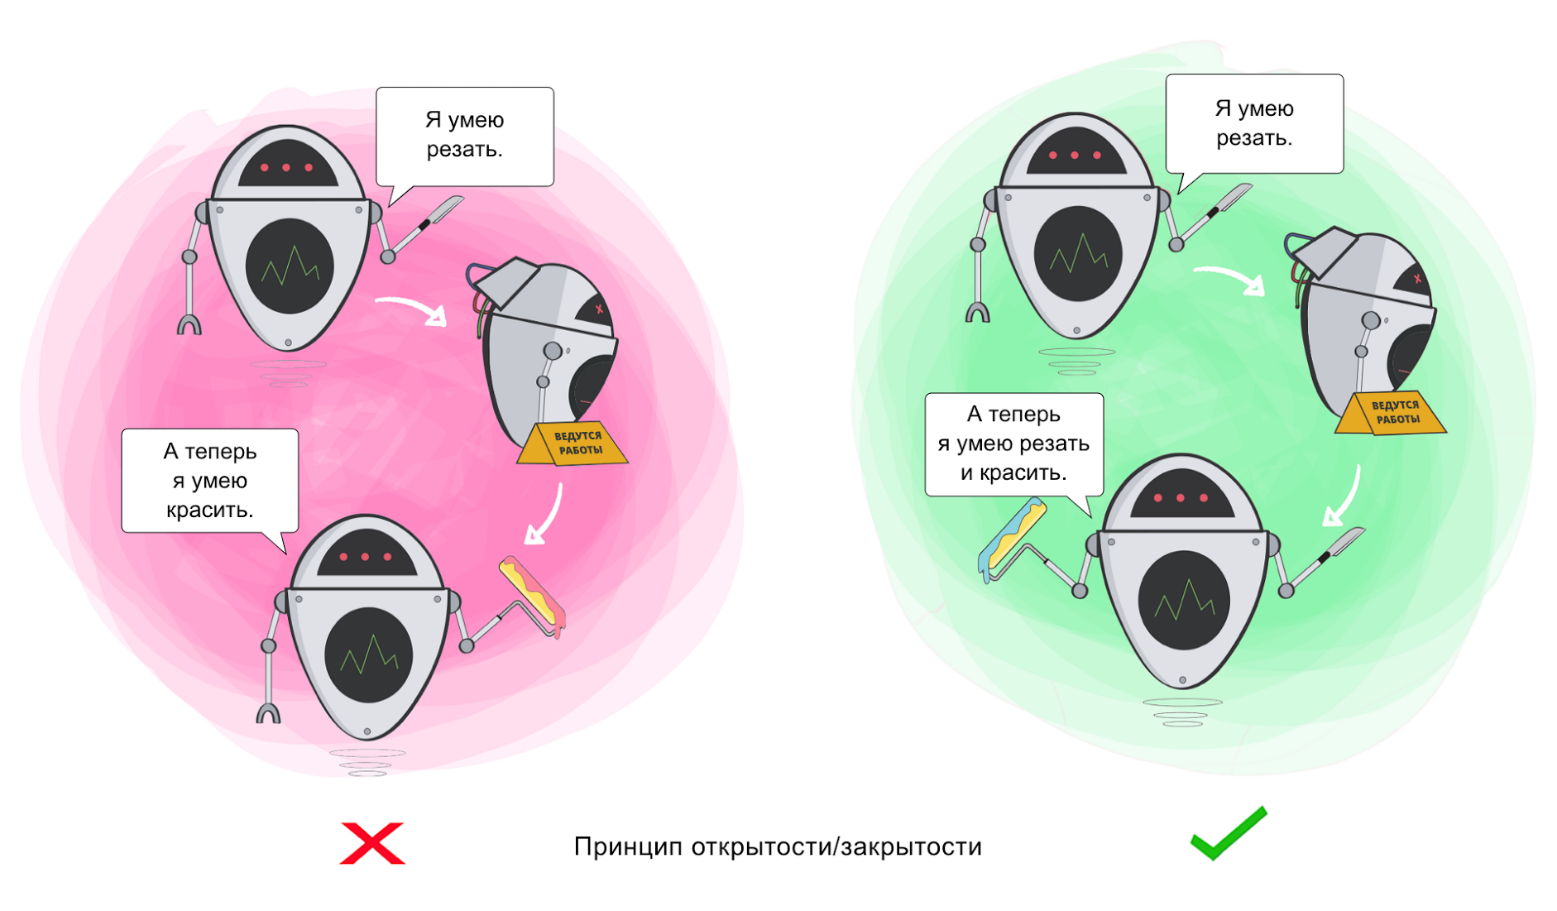 Я умею
резать.
ВЕДУТСЯ
РАБОТЫ
А теперь
я умею
красить.
Я умею
резать.
ВЕДУТСЯ
РАБОТЫ
А теперь
я умею резать
и красить.
Принцип открытости/закрытости